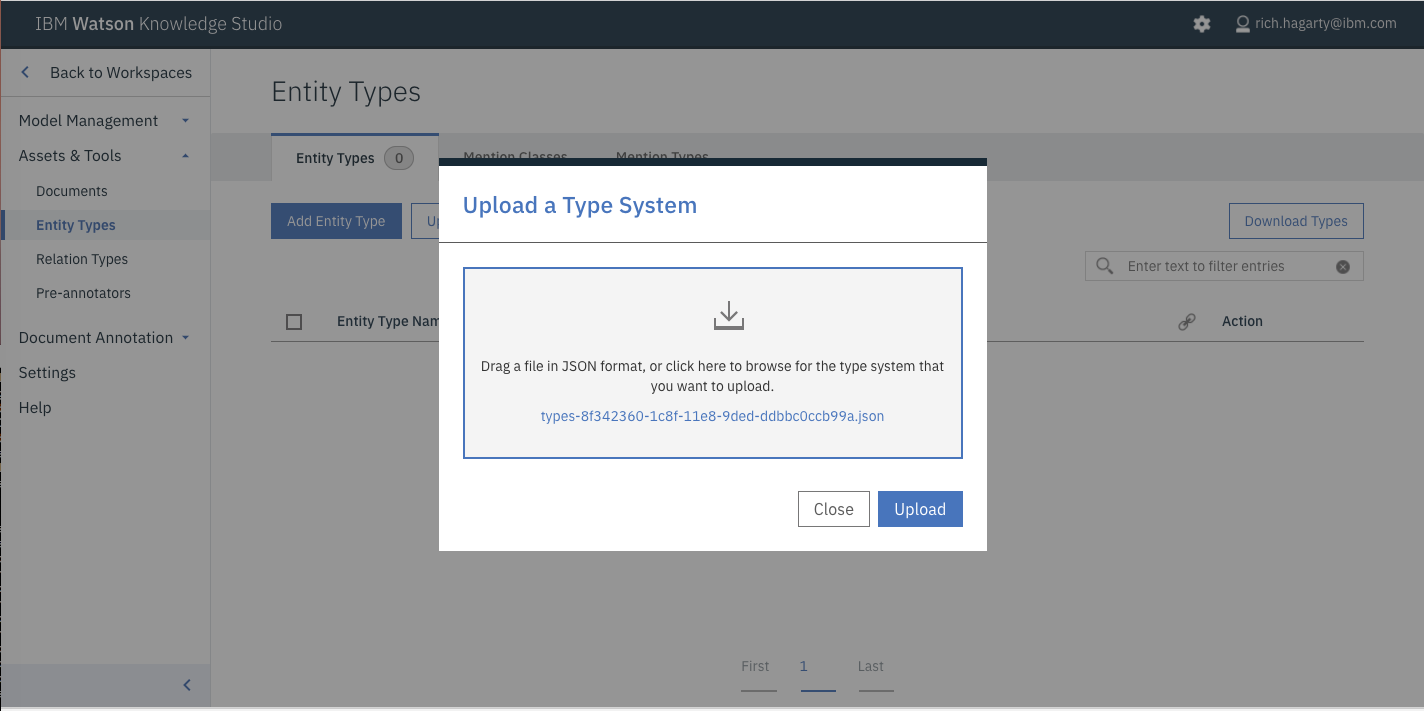 IBM Watson Knowledge Studio
rich.hagarty@ibm.com
Back to Workspaces
Model Management
Assets & Tools
Documents
Entity Types
Relation Types
Pre-annotators
Document Annotation
Settings
Help
Entity Types
Entity Types 0
Mention Classes
Mention Types
Add Entity Type
Up
Download Types
Enter text to filter entries
Entity Type Nam
Action
Upload a Type System
Drag a file in JSON format, or click here to browse for the type system that
you want to upload.
types-8f342360-1c8f-11e8-9ded-ddbbc0ccb99a.json
Close
Upload
First
1
Last